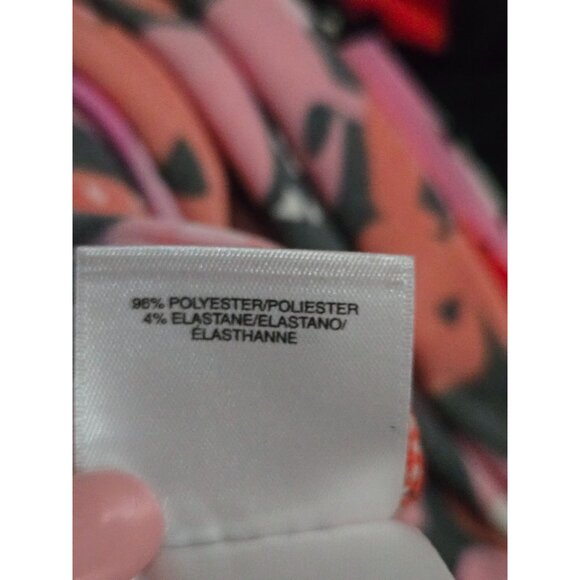 96% POLYESTER/POLIESTER
4% ELASTANE/ELASTANO/
ÉLASTHANNE